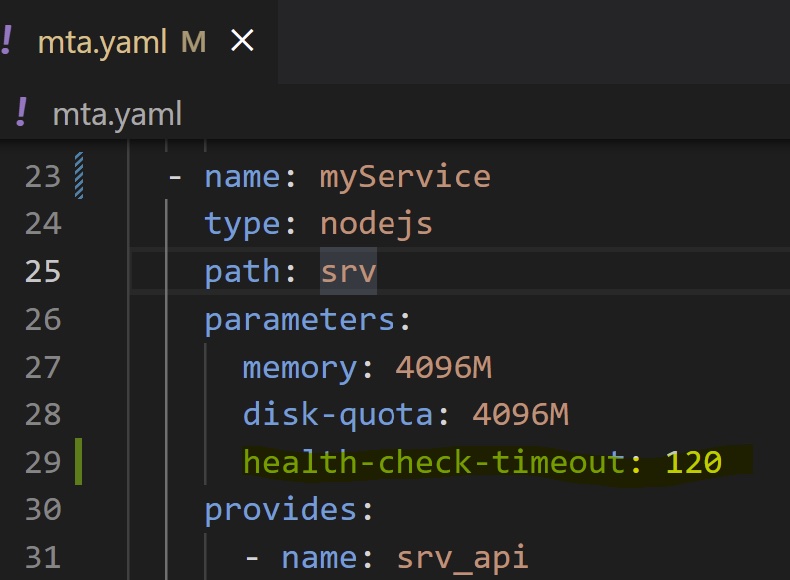 ! mta.yaml M ×
! mta.yaml
23 - name: myService
24 type: nodejs
25 path: srv
26 parameters:
27 memory: 4096M
28 disk-quota: 4096M
29 health-check-timeout: 120
30 provides:
31 - name: srv_api